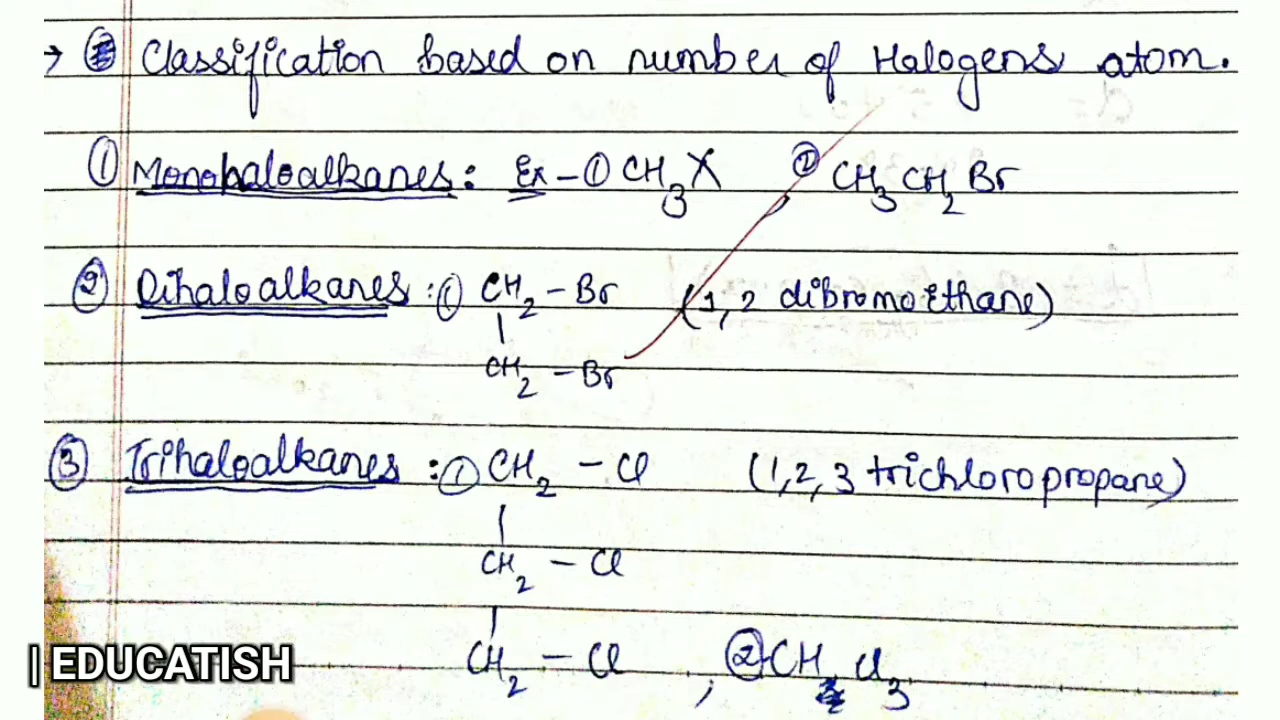 → ② Classification based on number of Halogens atom.
① Monohaloalkanes: Ex - ① CH3X , ② CH3CH2Br
② Dihaloalkanes: ① CH2 - Br (1,2 dibromoethane)
|
CH2 - Br
③ Trihaloalkanes: ① CH2 - Cl (1,2,3 trichloropropane)
|
CH2 - Cl
|
CH2 - Cl , ② CH Cl3
| EDUCATISH